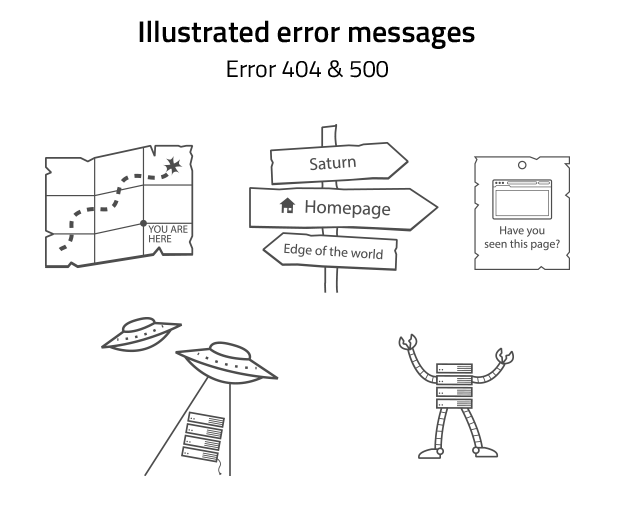 Illustrated error messages
Error 404 & 500
YOU ARE
HERE
Saturn
Homepage
Edge of the world
Have you
seen this page?